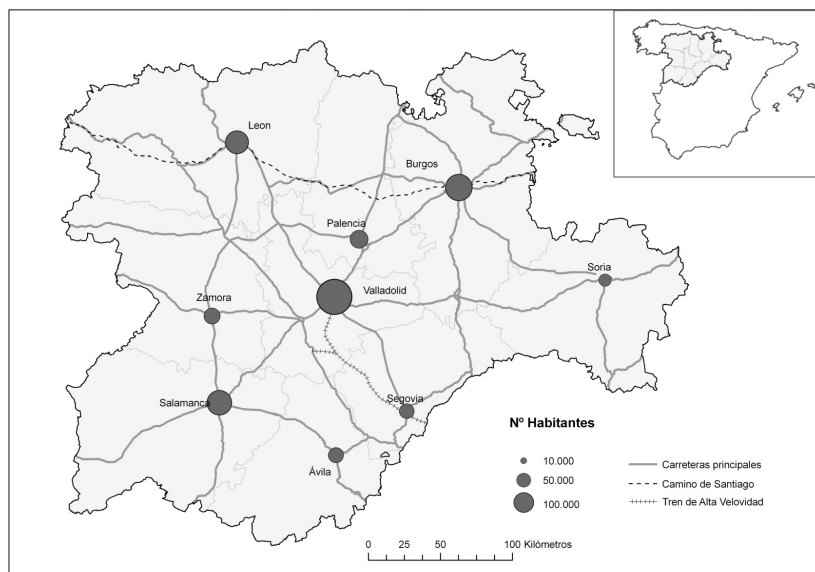 Leon
Burgos
Palencia
Soria
Valladolid
Zamora
Salamanca
Segovia
Ávila
Nº Habitantes
10.000
50.000
100.000
Carreteras principales
Camino de Santiago
Tren de Alta Velovidad
0 25 50 100 Kilómetros